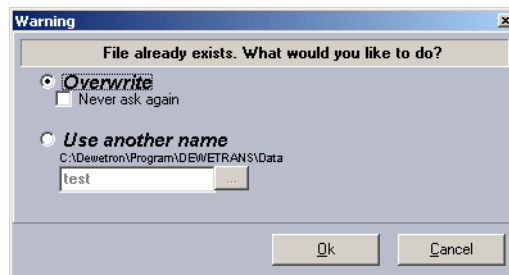 Warning
File already exists. What would you like to do?
Overwrite
Never ask again
Use another name
C:\Dewetron\Program\DEWETRANS\Data
test
...
Ok
Cancel